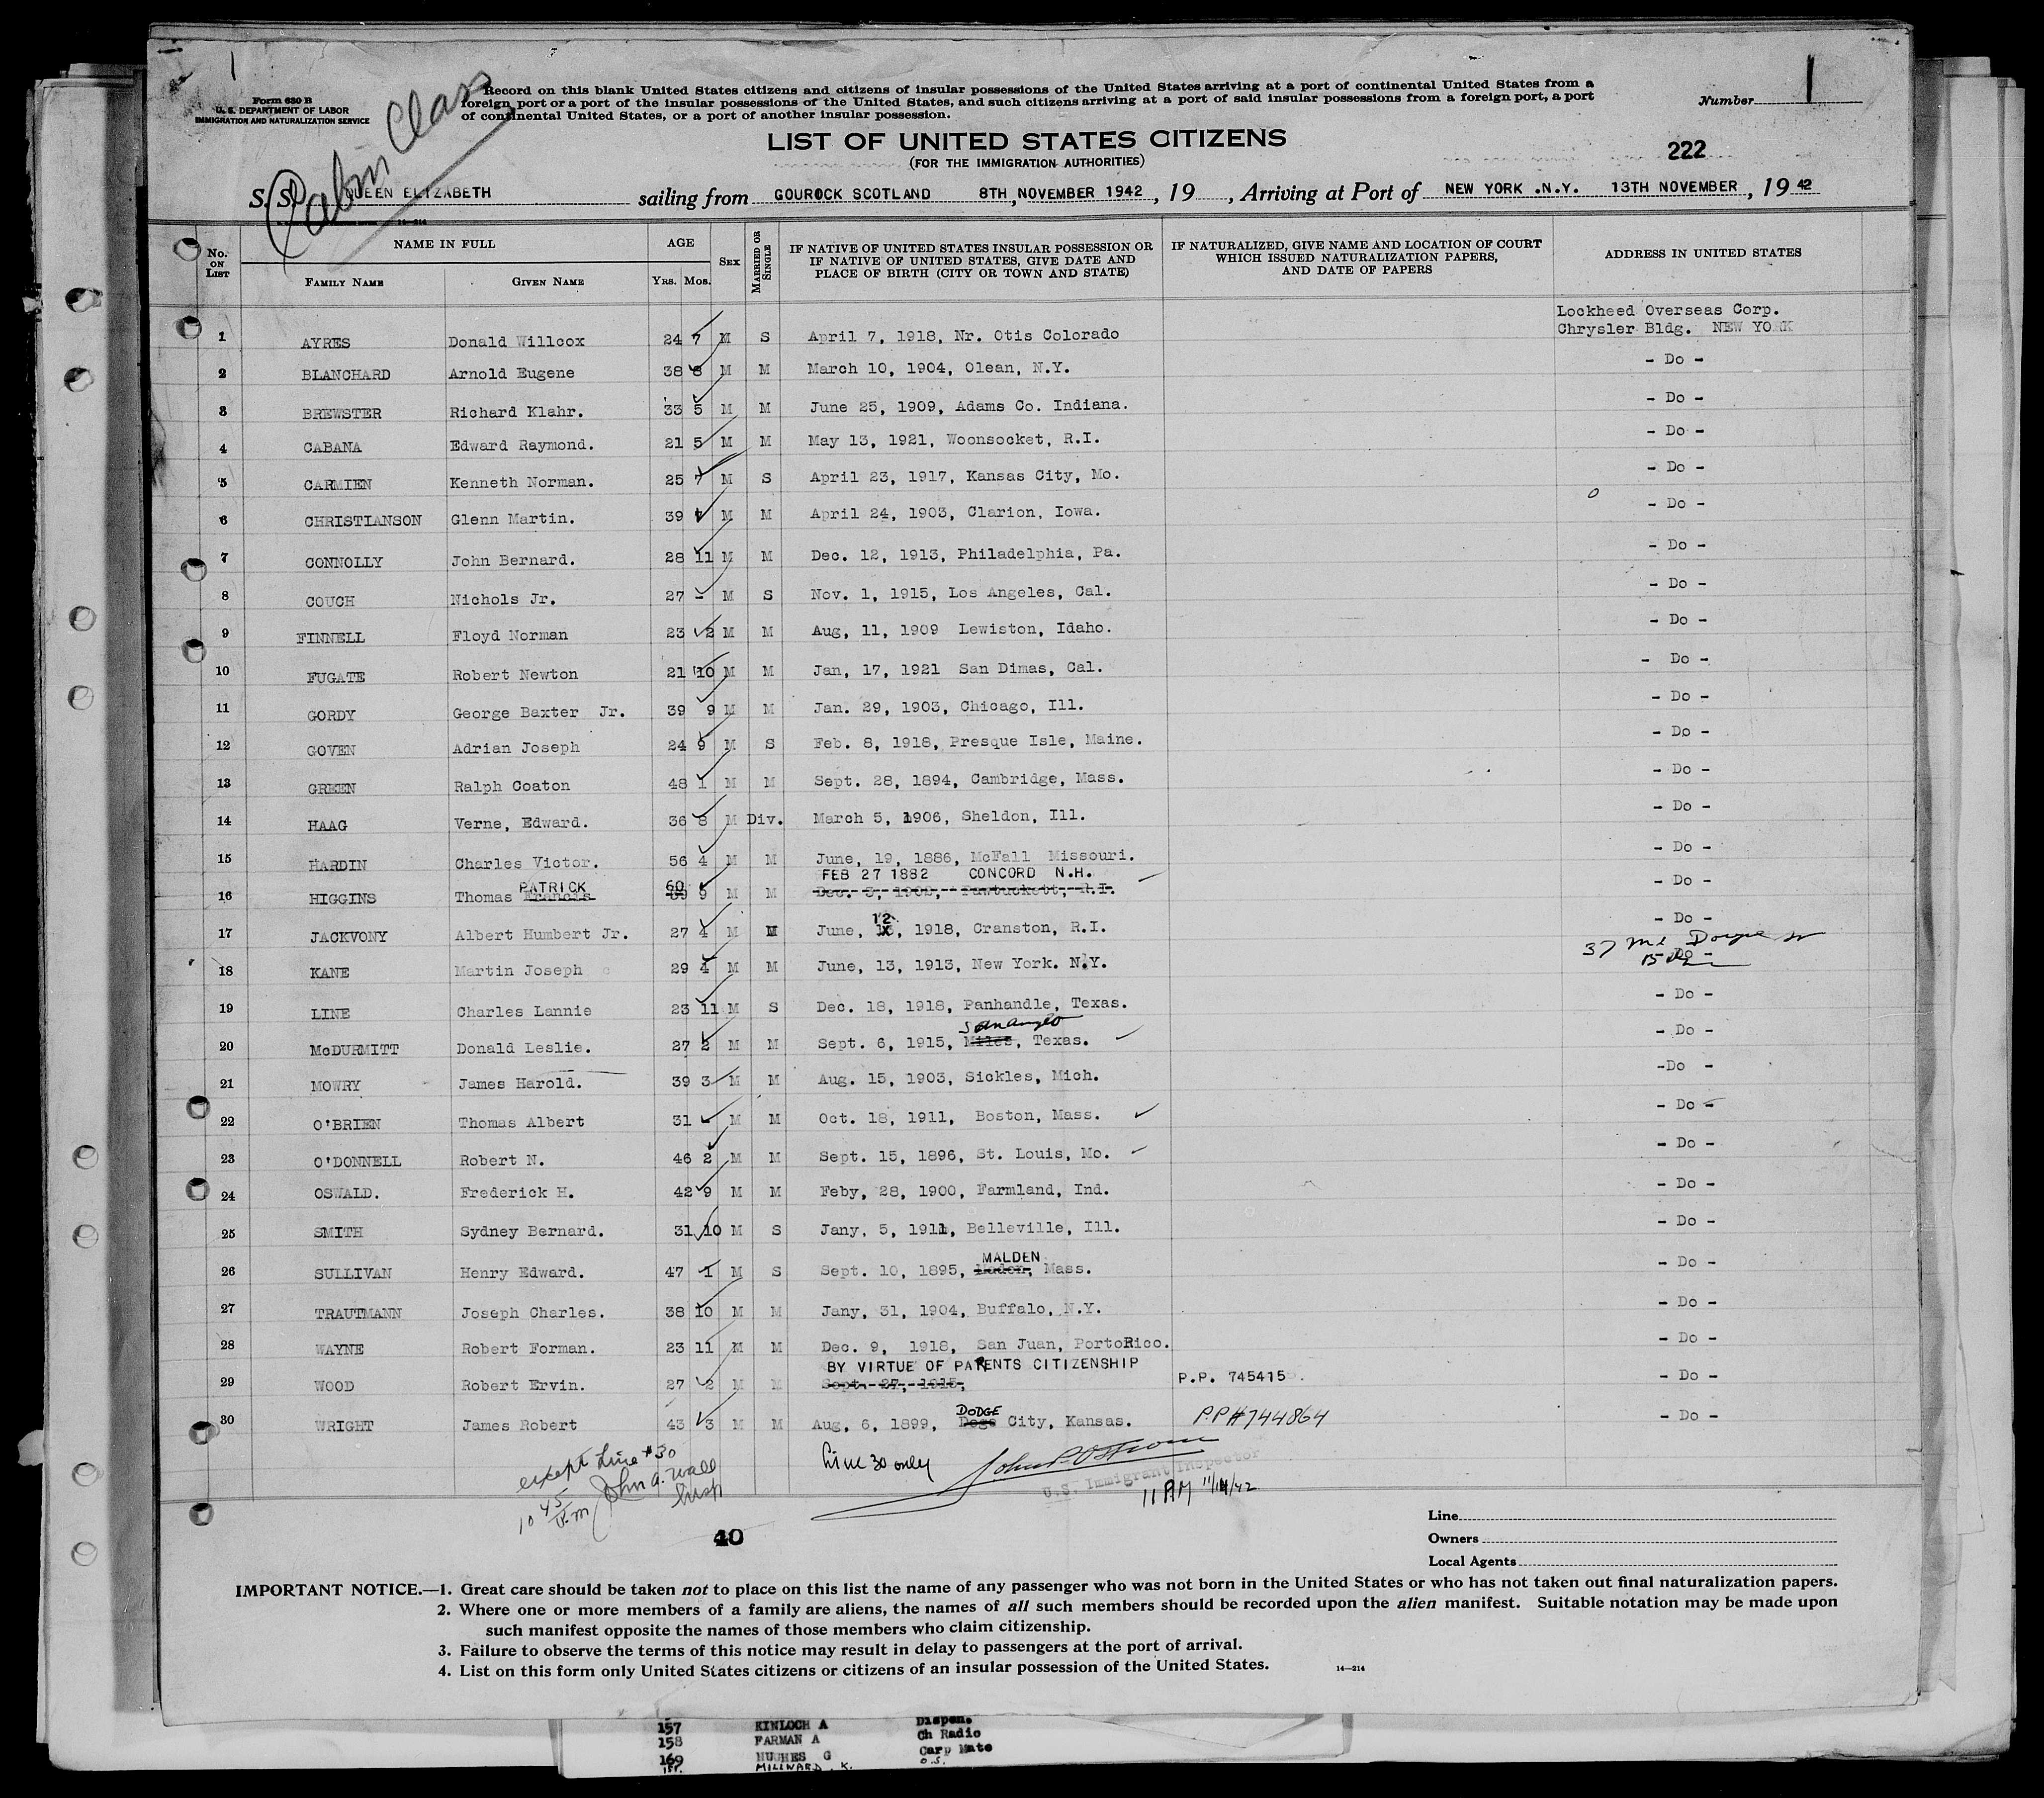 1
Cabin Class
Form 630 B
U. S. DEPARTMENT OF LABOR
IMMIGRATION AND NATURALIZATION SERVICE
Record on this blank United States citizens and citizens of insular possessions of the United States arriving at a port of continental United States from a
foreign port or a port of the insular possessions of the United States, and such citizens arriving at a port of said insular possessions from a foreign port, a port
of continental United States, or a port of another insular possession.
Number 1
LIST OF UNITED STATES CITIZENS
(FOR THE IMMIGRATION AUTHORITIES)
222
S. S. QUEEN ELIZABETH sailing from GOUROCK SCOTLAND 8TH, NOVEMBER 1942, 19 , Arriving at Port of NEW YORK .N.Y. 13TH NOVEMBER, 19 42
14-214
No. ON LIST NAME IN FULL AGE SEX MARRIED OR SINGLE IF NATIVE OF UNITED STATES INSULAR POSSESSION OR IF NATIVE OF UNITED STATES, GIVE DATE AND PLACE OF BIRTH (CITY OR TOWN AND STATE) IF NATURALIZED, GIVE NAME AND LOCATION OF COURT WHICH ISSUED NATURALIZATION PAPERS, AND DATE OF PAPERS ADDRESS IN UNITED STATES
FAMILY NAME GIVEN NAME YRS. MOS.
Lockheed Overseas Corp.
1 AYRES Donald Willcox 24 7 M S April 7, 1918, Nr. Otis Colorado Chrysler Bldg. NEW YORK
2 BLANCHARD Arnold Eugene 38 8 M M March 10, 1904, Olean, N.Y. - Do -
3 BREWSTER Richard Klahr. 33 5 M M June 25, 1909, Adams Co. Indiana. - Do -
4 CABANA Edward Raymond. 21 5 M M May 13, 1921, Woonsocket, R.I. - Do -
5 CARMIEN Kenneth Norman. 25 7 M S April 23, 1917, Kansas City, Mo. - Do -
6 CHRISTIANSON Glenn Martin. 39 M M April 24, 1903, Clarion, Iowa. - Do -
7 CONNOLLY John Bernard. 28 11 M M Dec. 12, 1913, Philadelphia, Pa. - Do -
8 COUCH Nichols Jr. 27 - M S Nov. 1, 1915, Los Angeles, Cal. - Do -
9 FINNELL Floyd Norman 23 2 M M Aug, 11, 1909 Lewiston, Idaho. - Do -
10 FUGATE Robert Newton 21 10 M M Jan, 17, 1921 San Dimas, Cal. - Do -
11 GORDY George Baxter Jr. 39 9 M M Jan. 29, 1903, Chicago, Ill. - Do -
12 GOVEN Adrian Joseph 24 9 M S Feb. 8, 1918, Presque Isle, Maine. - Do -
13 GREEN Ralph Coaton 48 1 M M Sept. 28, 1894, Cambridge, Mass. - Do -
14 HAAG Verne, Edward. 36 8 M Div. March 5, 1906, Sheldon, Ill. - Do -
15 HARDIN Charles Victor. 56 4 M M June, 19, 1886, McFall Missouri. - Do -
PATRICK 60 FEB 27 1882 CONCORD N.H.
16 HIGGINS Thomas Francis 39 9 M M Dec. 3, 1902, Pawtuckett, R.I. - Do -
12
17 JACKVONY Albert Humbert Jr. 27 4 M M June, 1918, Cranston, R.I. - Do -
37
18 KANE Martin Joseph 29 4 M M June, 13, 1913, New York. N.Y. - Do -
19 LINE Charles Lannie 23 11 M S Dec. 18, 1918, Panhandle, Texas. - Do -
San Angelo
20 McDURMITT Donald Leslie. 27 2 M M Sept. 6, 1915, Miles, Texas. - Do -
21 MOWRY James Harold. 39 3 M M Aug. 15, 1903, Sickles, Mich. -Do -
22 O'BRIEN Thomas Albert 31 - M M Oct. 18, 1911, Boston, Mass. - Do -
23 O'DONNELL Robert N. 46 2 M M Sept. 15, 1896, St. Louis, Mo. - Do -
24 OSWALD. Frederick H. 42 9 M M Feby, 28, 1900, Farmland, Ind. - Do -
25 SMITH Sydney Bernard. 31 10 M S Jany, 5, 1911, Belleville, Ill. - Do -
MALDEN
26 SULLIVAN Henry Edward. 47 1 M S Sept. 10, 1895, Mass. - Do -
27 TRAUTMANN Joseph Charles. 38 10 M M Jany, 31, 1904, Buffalo, N.Y. - Do -
28 WAYNE Robert Forman. 23 11 M M Dec. 9, 1918, San Juan, PortoRico. - Do -
BY VIRTUE OF PARENTS CITIZENSHIP
29 WOOD Robert Ervin. 27 2 M M Sept. 27, 1915, P.P. 745415 . - Do -
DODGE
30 WRIGHT James Robert 43 3 M M Aug, 6, 1899, Doge City, Kansas. P.P.#744864 - Do -
except Line #30
John A. Wall
Insp
10 45
Line 30 only
U.S. Immigrant Inspector
11 AM 11/14/42
40
Line
Owners
Local Agents
IMPORTANT NOTICE.—1. Great care should be taken not to place on this list the name of any passenger who was not born in the United States or who has not taken out final naturalization papers.
2. Where one or more members of a family are aliens, the names of all such members should be recorded upon the alien manifest. Suitable notation may be made upon
such manifest opposite the names of those members who claim citizenship.
3. Failure to observe the terms of this notice may result in delay to passengers at the port of arrival.
4. List on this form only United States citizens or citizens of an insular possession of the United States. 14—214
157 KINLOCH A Dispens.
158 FARMAN A Ch Radio
169 HUGHES G Carp Mate
MILLWARD . K. O.S.